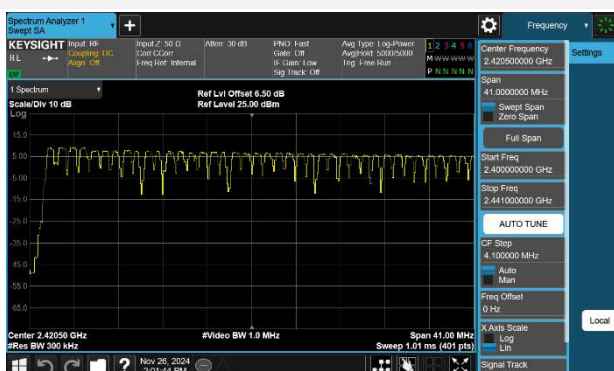 Spectrum Analyzer 1
Swept SA
Frequency
KEYSIGHT
Input: RF
Input Z: 50 Ω
Atten: 30 dB
PNO: Fast
Avg Type: Log-Power
1 2 3 4 5 6
RL
Coupling: DC
Corr CCorr
Gate: Off
Avg|Hold: 5000/5000
M W W W W W
Align: Off
Freq Ref: Internal
IF Gain: Low
Trig: Free Run
Sig Track: Off
P N N N N N
1 Spectrum
Scale/Div 10 dB
Ref Lvl Offset 6.50 dB
Ref Level 25.00 dBm
Log
15.0
5.00
-5.00
-15.0
-25.0
-35.0
-45.0
-55.0
-65.0
Center 2.42050 GHz
#Video BW 1.0 MHz
Span 41.00 MHz
#Res BW 300 kHz
Sweep 1.01 ms (401 pts)
Nov 26, 2024
2:01:44 PM
Center Frequency
2.420500000 GHz
Settings
Span
41.0000000 MHz
Swept Span
Zero Span
Full Span
Start Freq
2.400000000 GHz
Stop Freq
2.441000000 GHz
AUTO TUNE
CF Step
4.100000 MHz
Auto
Man
Freq Offset
0 Hz
X Axis Scale
Log
Lin
Local
Signal Track